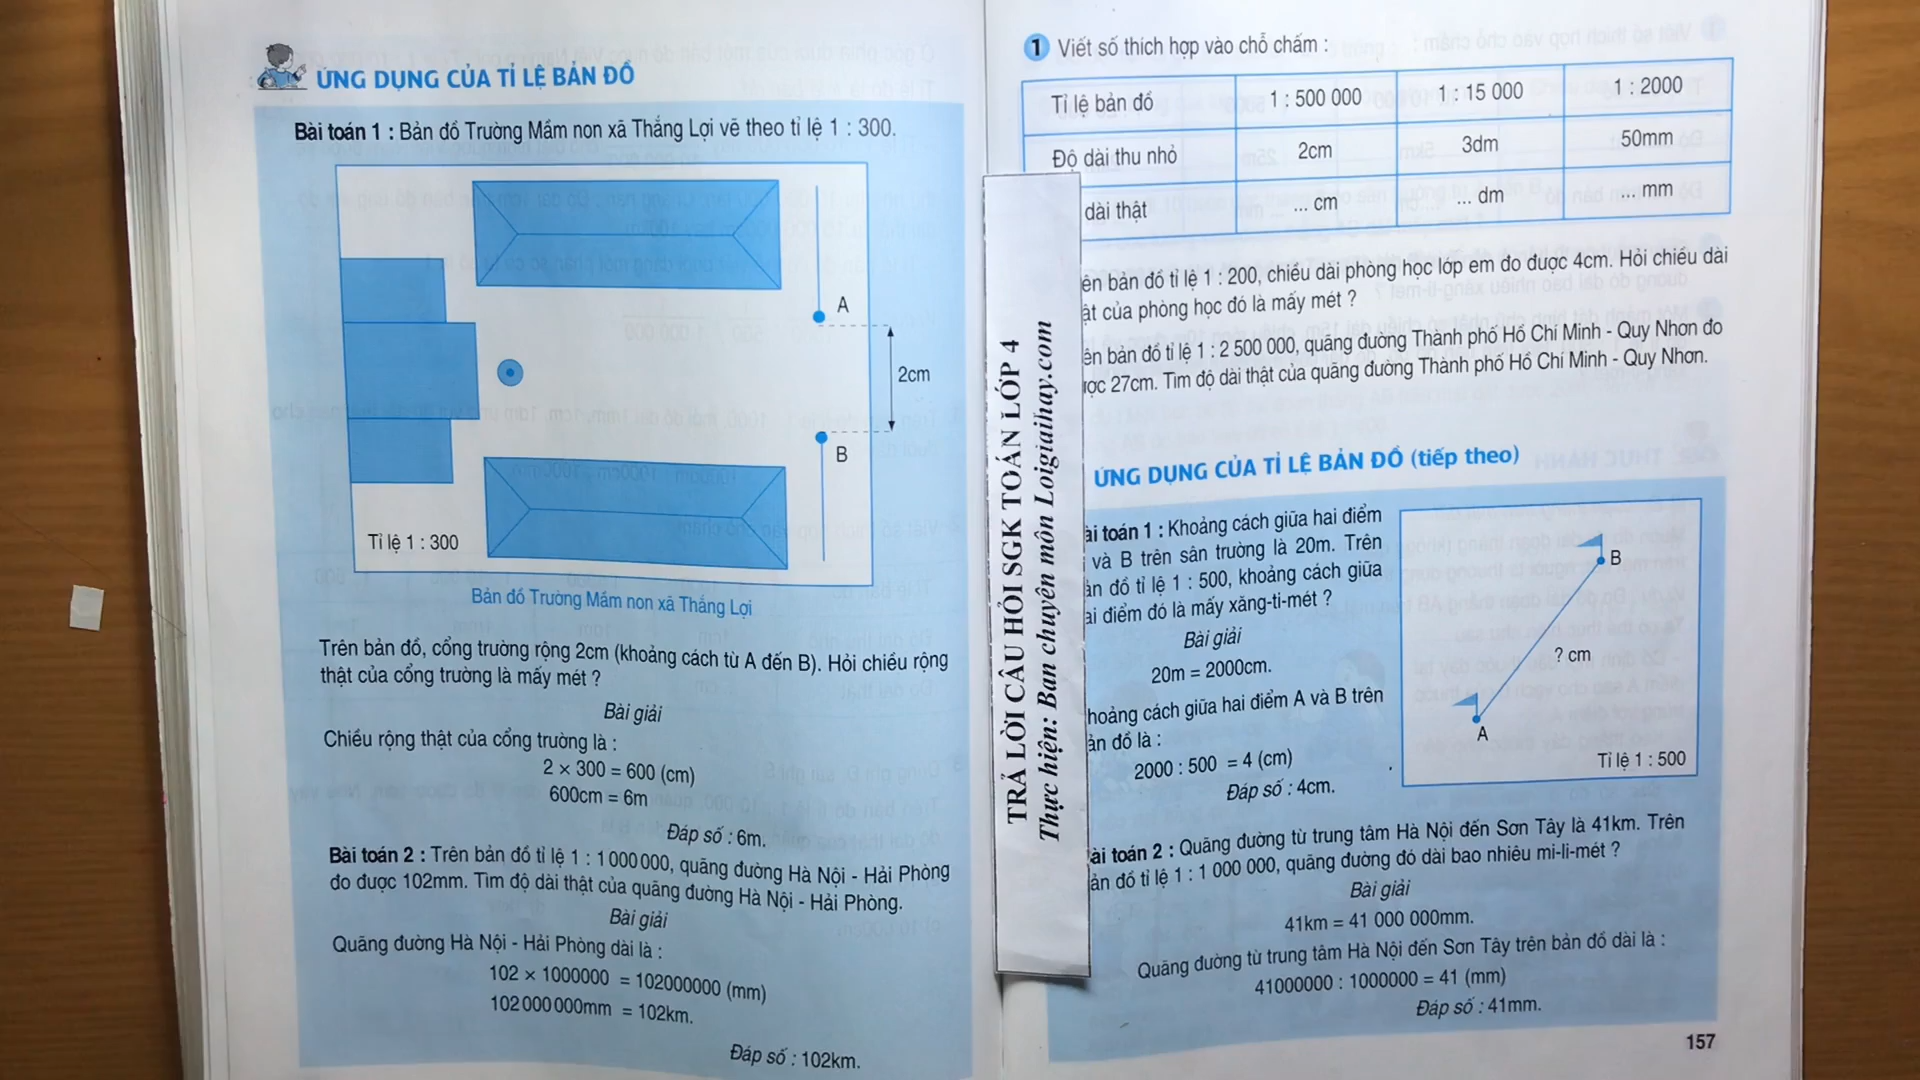 ỨNG DỤNG CỦA TỈ LỆ BẢN ĐỒ
Bài toán 1 : Bản đồ Trường Mầm non xã Thắng Lợi vẽ theo tỉ lệ 1 : 300.
A
2cm
B
Tỉ lệ 1 : 300
Bản đồ Trường Mầm non xã Thắng Lợi
Trên bản đồ, cổng trường rộng 2cm (khoảng cách từ A đến B). Hỏi chiều rộng
thật của cổng trường là mấy mét ?
Bài giải
Chiều rộng thật của cổng trường là :
2 × 300 = 600 (cm)
600cm = 6m
Đáp số : 6m.
Bài toán 2 : Trên bản đồ tỉ lệ 1 : 1 000 000, quãng đường Hà Nội - Hải Phòng
đo được 102mm. Tìm độ dài thật của quãng đường Hà Nội - Hải Phòng.
Bài giải
Quãng đường Hà Nội - Hải Phòng dài là :
102 × 1000000 = 102000000 (mm)
102 000 000mm = 102km.
Đáp số : 102km.
TRẢ LỜI CÂU HỎI SGK TOÁN LỚP 4
Thực hiện: Ban chuyên môn Loigiaihay.com
1 Viết số thích hợp vào chỗ chấm :
Tỉ lệ bản đồ 1 : 500 000 1 : 15 000 1 : 2000
Độ dài thu nhỏ 2cm 3dm 50mm
dài thật ... cm ... dm ... mm
ên bản đồ tỉ lệ 1 : 200, chiều dài phòng học lớp em đo được 4cm. Hỏi chiều dài
ật của phòng học đó là mấy mét ?
ên bản đồ tỉ lệ 1 : 2 500 000, quãng đường Thành phố Hồ Chí Minh - Quy Nhơn đo
ược 27cm. Tìm độ dài thật của quãng đường Thành phố Hồ Chí Minh - Quy Nhơn.
ỨNG DỤNG CỦA TỈ LỆ BẢN ĐỒ (tiếp theo)
ài toán 1 : Khoảng cách giữa hai điểm
và B trên sân trường là 20m. Trên
ản đồ tỉ lệ 1 : 500, khoảng cách giữa
ai điểm đó là mấy xăng-ti-mét ?
Bài giải
20m = 2000cm.
hoảng cách giữa hai điểm A và B trên
ản đồ là :
2000 : 500 = 4 (cm)
Đáp số : 4cm.
B
? cm
A
Tỉ lệ 1 : 500
ài toán 2 : Quãng đường từ trung tâm Hà Nội đến Sơn Tây là 41km. Trên
ản đồ tỉ lệ 1 : 1 000 000, quãng đường đó dài bao nhiêu mi-li-mét ?
Bài giải
41km = 41 000 000mm.
Quãng đường từ trung tâm Hà Nội đến Sơn Tây trên bản đồ dài là :
41000000 : 1000000 = 41 (mm)
Đáp số : 41mm.
157